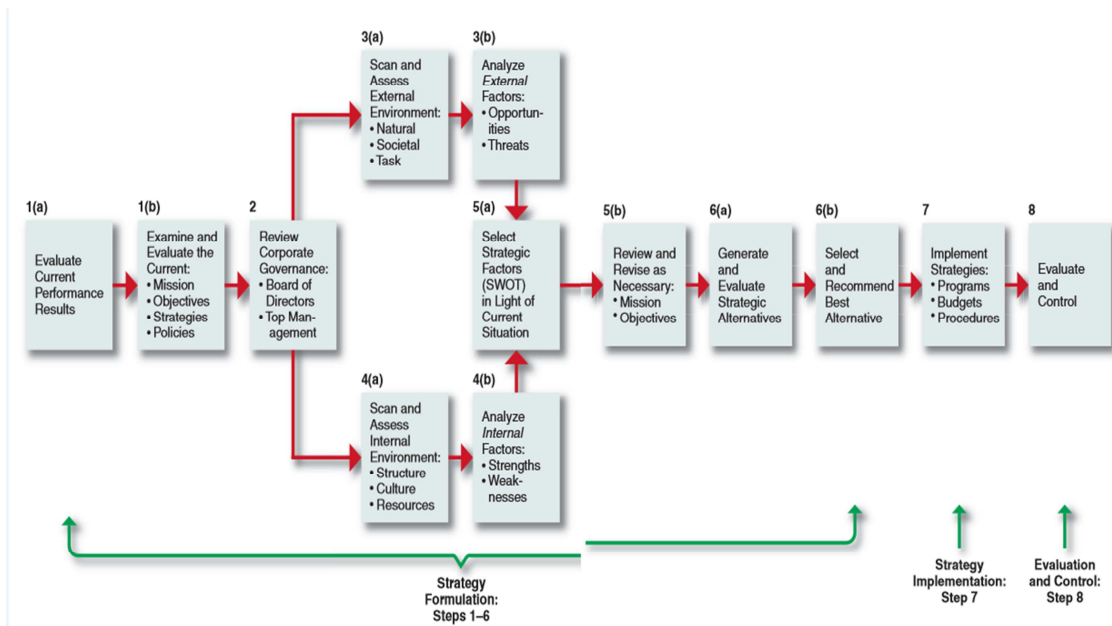 3(a)
Scan and
Assess
External
Environment:
• Natural
• Societal
• Task
3(b)
Analyze
External
Factors:
• Opportun-
ities
• Threats
1(a)
Evaluate
Current
Performance
Results
1(b)
Examine and
Evaluate the
Current:
• Mission
• Objectives
• Strategies
• Policies
2
Review
Corporate
Governance:
• Board of
Directors
• Top Man-
agement
5(a)
Select
Strategic
Factors
(SWOT)
in Light of
Current
Situation
5(b)
Review and
Revise as
Necessary:
• Mission
• Objectives
6(a)
Generate
and
Evaluate
Strategic
Alternatives
6(b)
Select
and
Recommend
Best
Alternative
7
Implement
Strategies:
• Programs
• Budgets
• Procedures
8
Evaluate
and
Control
4(a)
Scan and
Assess
Internal
Environment:
• Structure
• Culture
• Resources
4(b)
Analyze
Internal
Factors:
• Strengths
• Weak-
nesses
Strategy
Formulation:
Steps 1–6
Strategy
Implementation:
Step 7
Evaluation
and Control:
Step 8